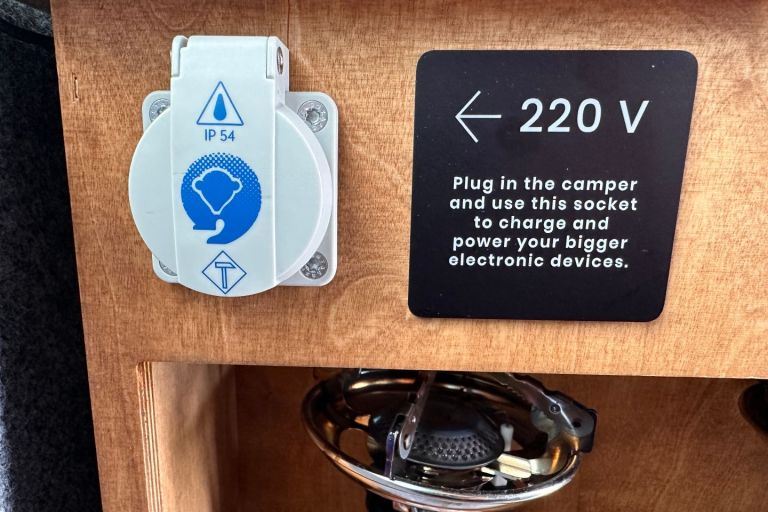 IP 54
T
← 220 V
Plug in the camper
and use this socket
to charge and
power your bigger
electronic devices.